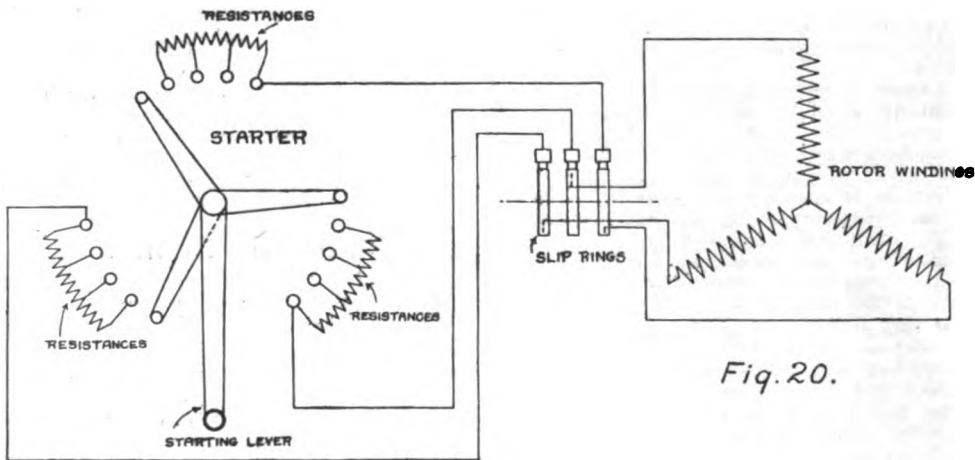 RESISTANCES
STARTER
ROTOR WINDINGS
SLIP RINGS
RESISTANCES
RESISTANCES
Fig. 20.
STARTING LEVER